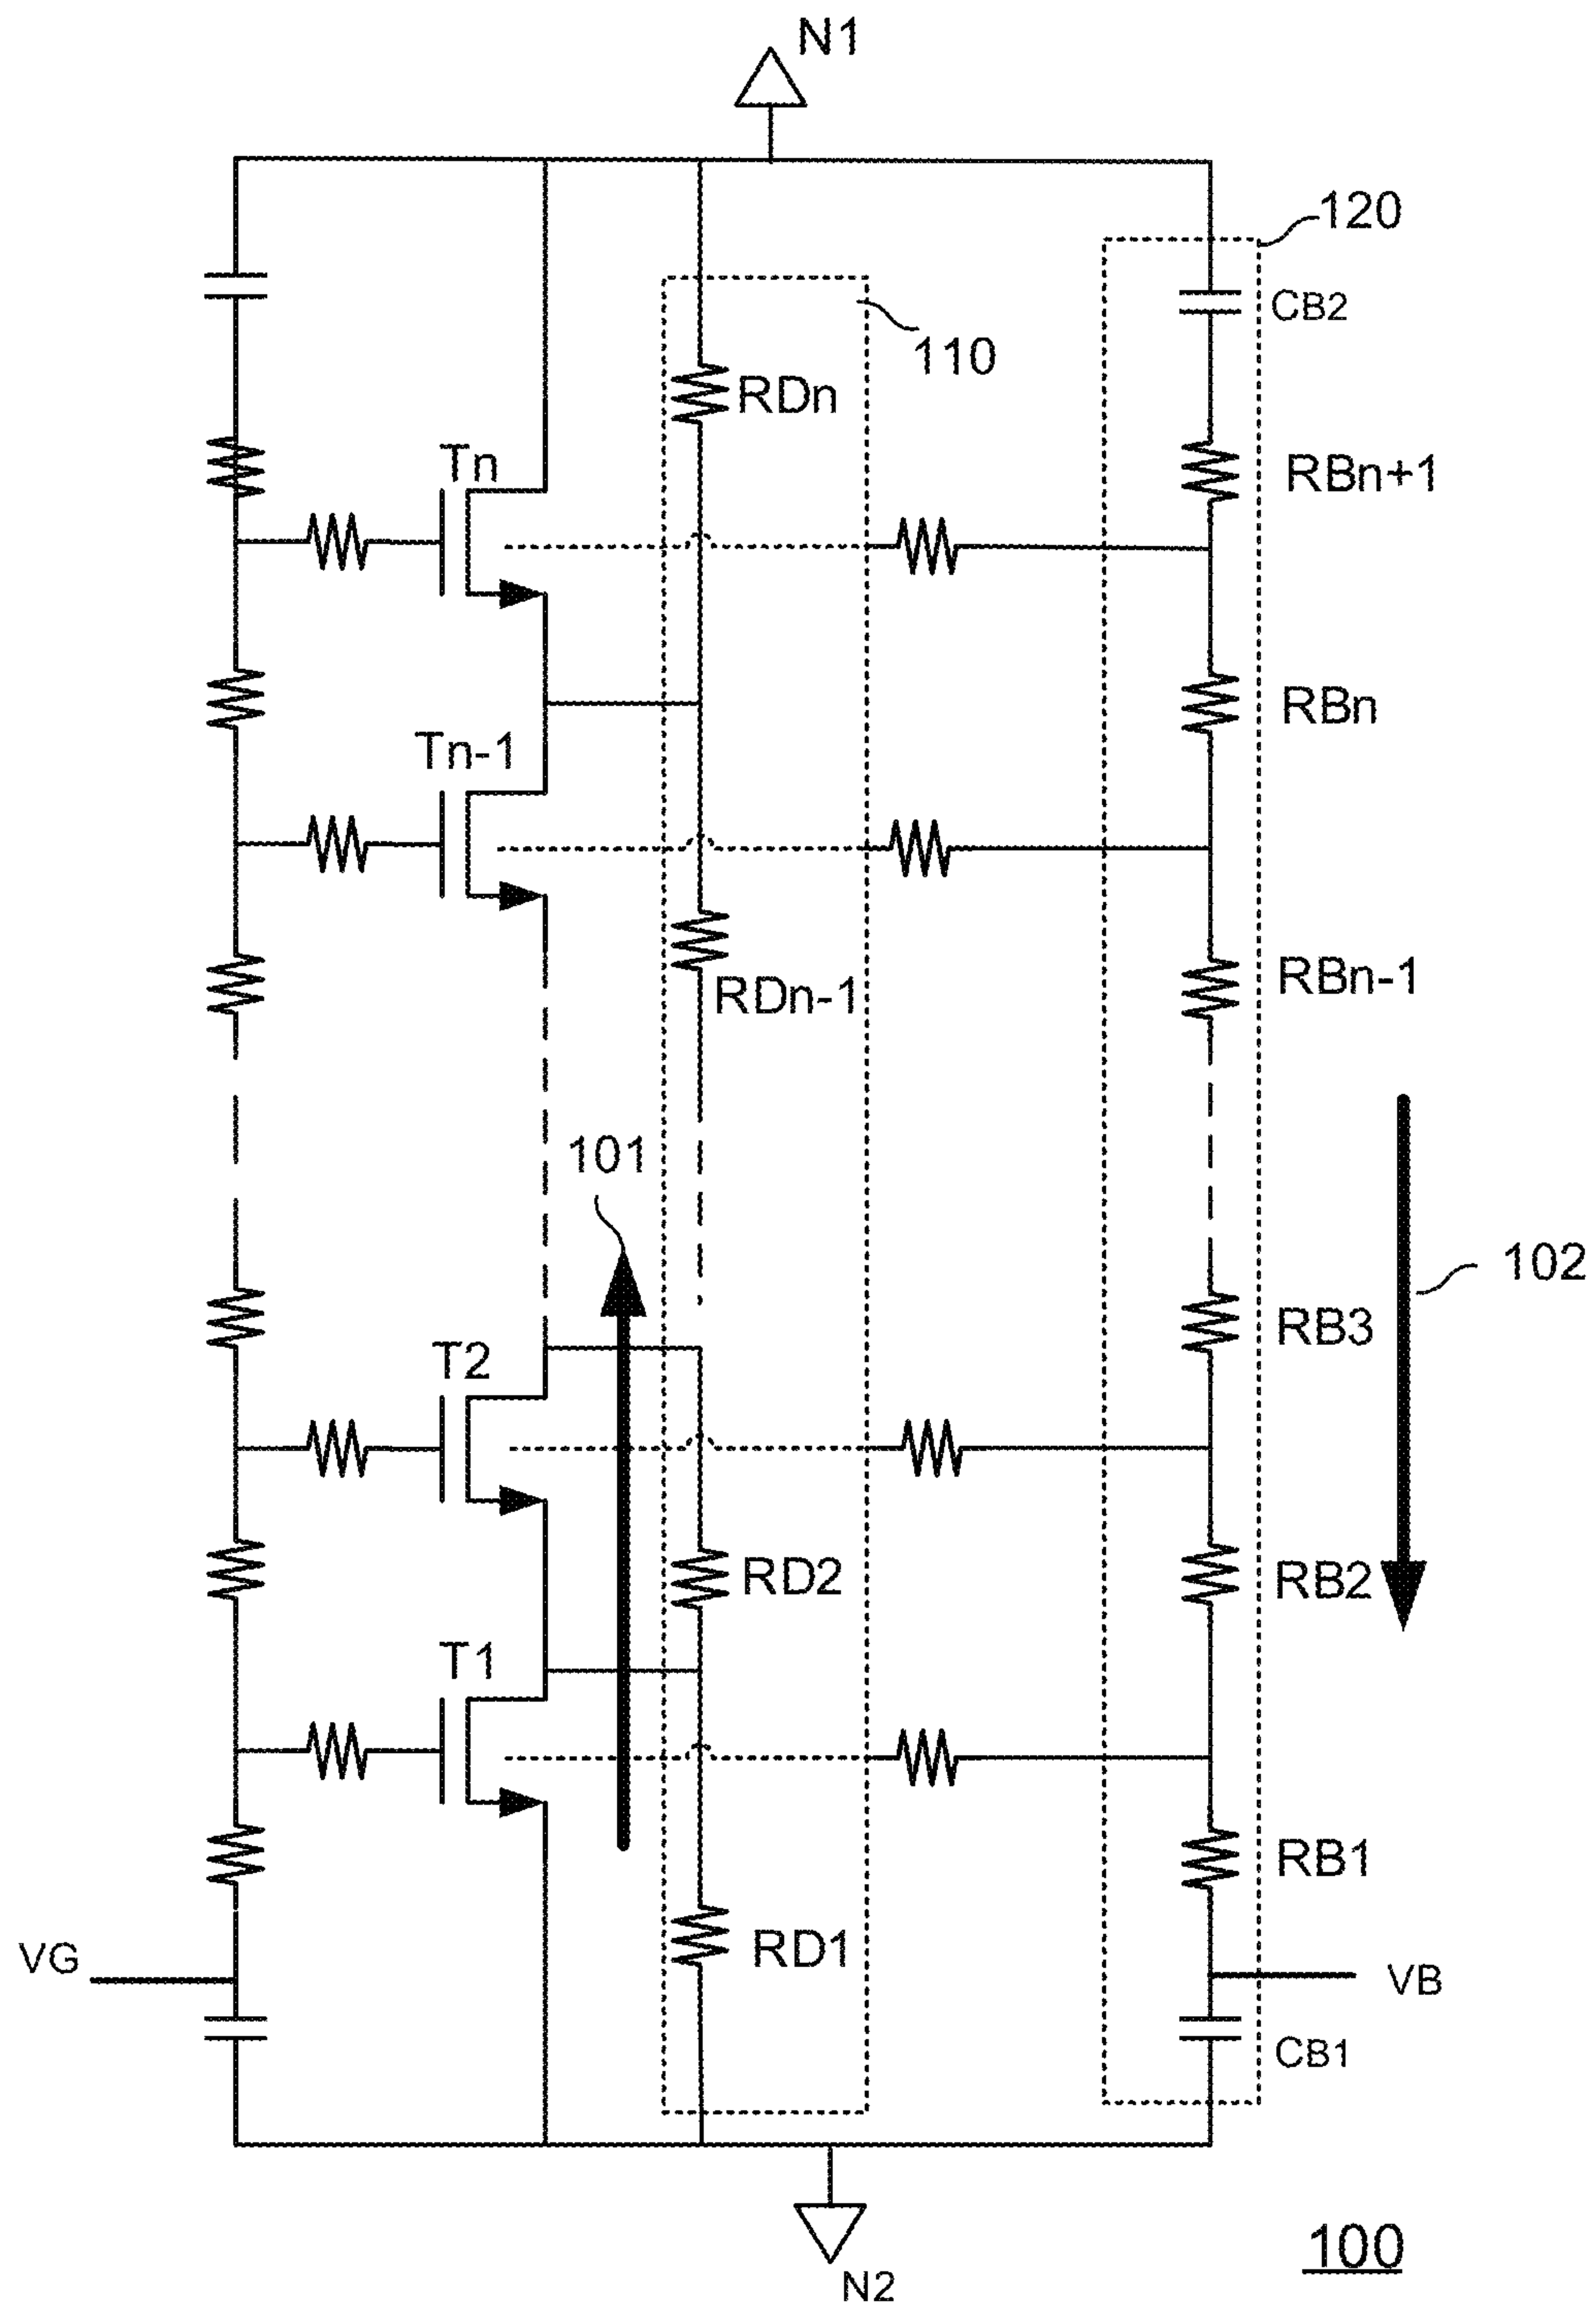 N1
120
CB2
110
RDn
Tn
RBn+1
RBn
Tn-1
RBn-1
RDn-1
101
102
RB3
T2
RD2
RB2
T1
RB1
RD1
VG
VB
CB1
100
N2